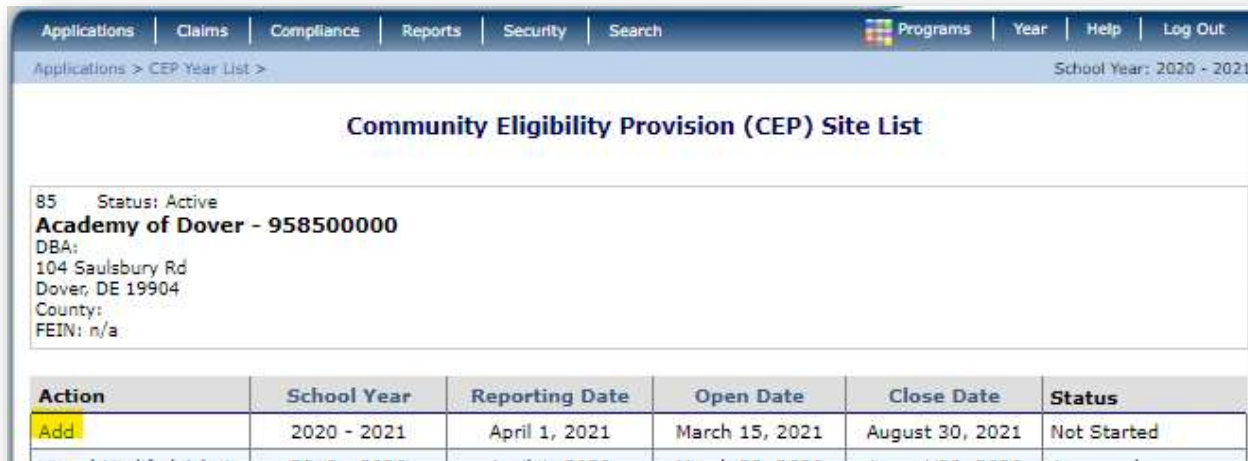 Applications Claims Compliance Reports Security Search Programs Year Help Log Out
Applications > CEP Year List > School Year: 2020 - 2021
Community Eligibility Provision (CEP) Site List
85 Status: Active
Academy of Dover - 958500000
DBA:
104 Saulsbury Rd
Dover, DE 19904
County:
FEIN: n/a
Action School Year Reporting Date Open Date Close Date Status
Add 2020 - 2021 April 1, 2021 March 15, 2021 August 30, 2021 Not Started